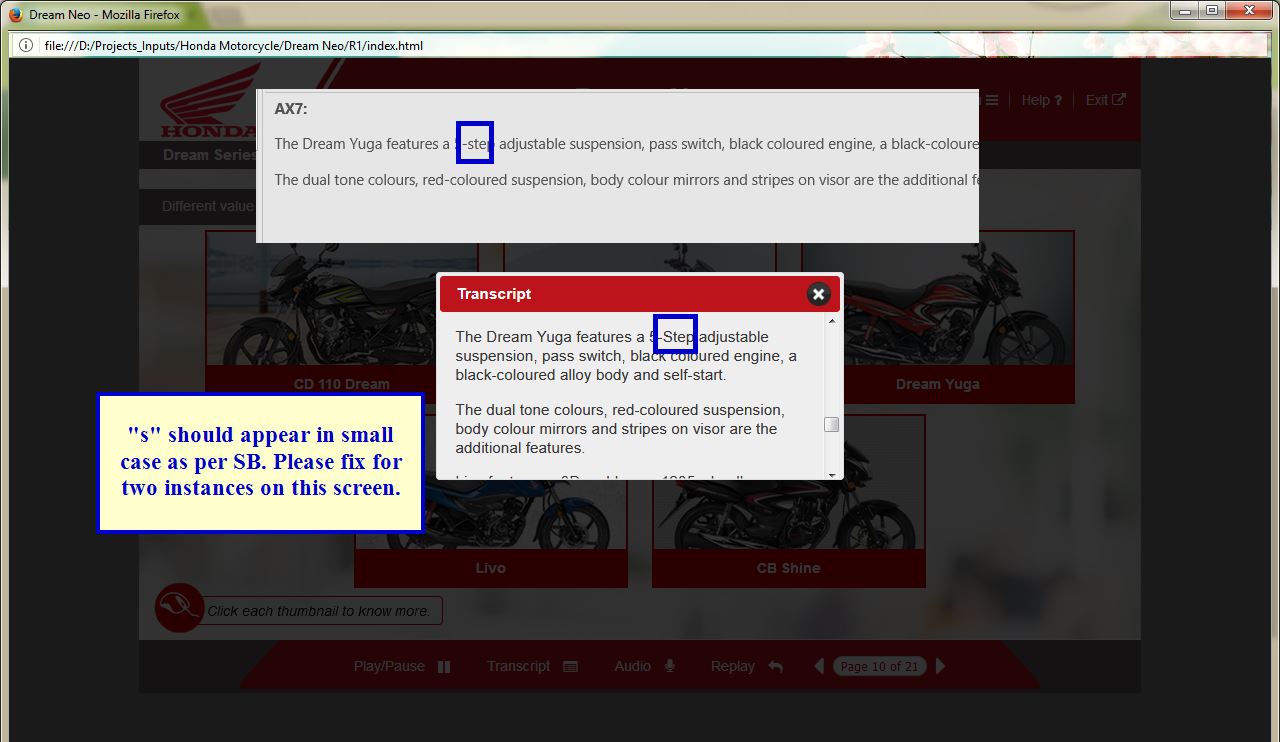 Dream Neo - Mozilla Firefox
file:///D:/Projects_Inputs/Honda Motorcycle/Dream Neo/R1/index.html
HONDA
Help ?
Exit
Dream Series
AX7:
The Dream Yuga features a 5-step adjustable suspension, pass switch, black coloured engine, a black-coloure
The dual tone colours, red-coloured suspension, body colour mirrors and stripes on visor are the additional fe
Different value
Transcript
The Dream Yuga features a 5-Step adjustable
suspension, pass switch, black coloured engine, a
black-coloured alloy body and self-start.
The dual tone colours, red-coloured suspension,
body colour mirrors and stripes on visor are the
additional features.
CD 110 Dream
Dream Yuga
"s" should appear in small
case as per SB. Please fix for
two instances on this screen.
Livo
CB Shine
Click each thumbnail to know more.
Play/Pause
Transcript
Audio
Replay
Page 10 of 21